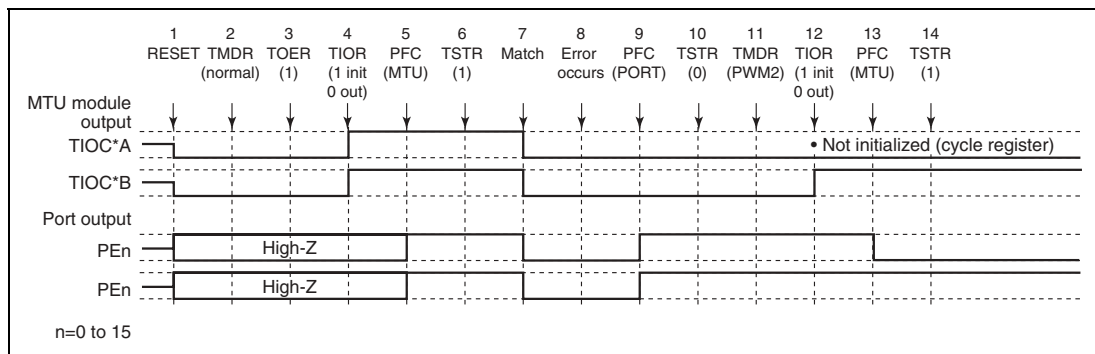 1 2 3 4 5 6 7 8 9 10 11 12 13 14
RESET TMDR TOER TIOR PFC TSTR Match Error PFC TSTR TMDR TIOR PFC TSTR
(normal) (1) (1 init (MTU) (1) occurs (PORT) (0) (PWM2) (1 init (MTU) (1)
0 out) 0 out)
MTU module
output
TIOC*A
• Not initialized (cycle register)
TIOC*B
Port output
PEn
High-Z
PEn
High-Z
n=0 to 15